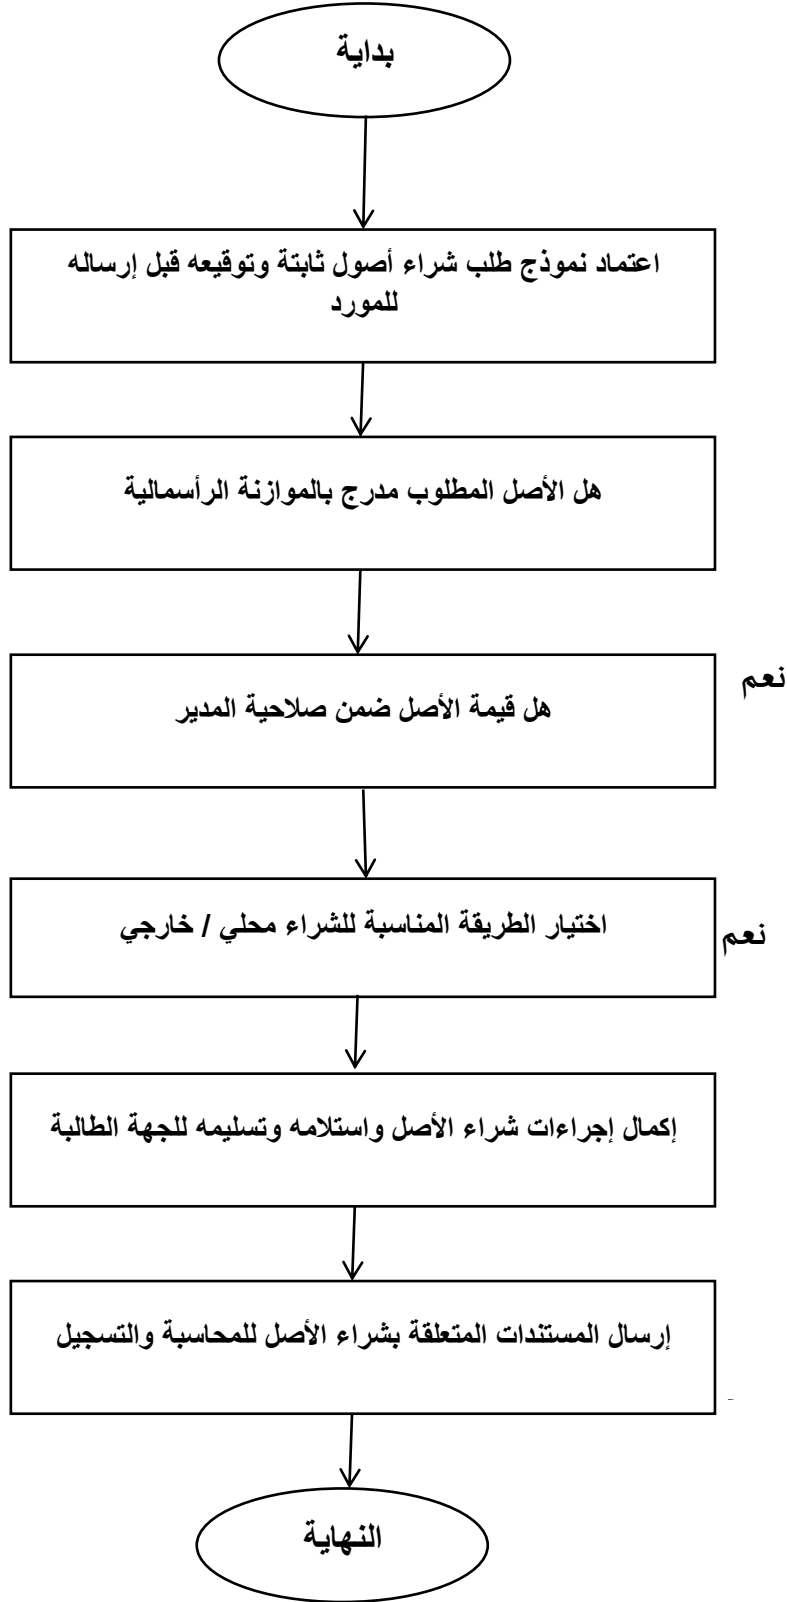 بداية
اعتماد نموذج طلب شراء أصول ثابتة وتوقيعه قبل إرساله
للمورد
هل الأصل المطلوب مدرج بالموازنة الرأسمالية
نعم
هل قيمة الأصل ضمن صلاحية المدير
نعم
اختيار الطريقة المناسبة للشراء محلي / خارجي
إكمال إجراءات شراء الأصل واستلامه وتسليمه للجهة الطالبة
إرسال المستندات المتعلقة بشراء الأصل للمحاسبة والتسجيل
النهاية